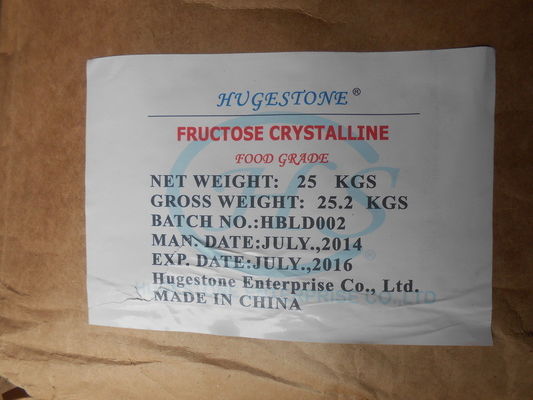 HUGESTONE ®
FRUCTOSE CRYSTALLINE
FOOD GRADE
NET WEIGHT: 25 KGS
GROSS WEIGHT: 25.2 KGS
BATCH NO.:HBLD002
MAN. DATE:JULY.,2014
EXP. DATE:JULY.,2016
Hugestone Enterprise Co., Ltd.
MADE IN CHINA